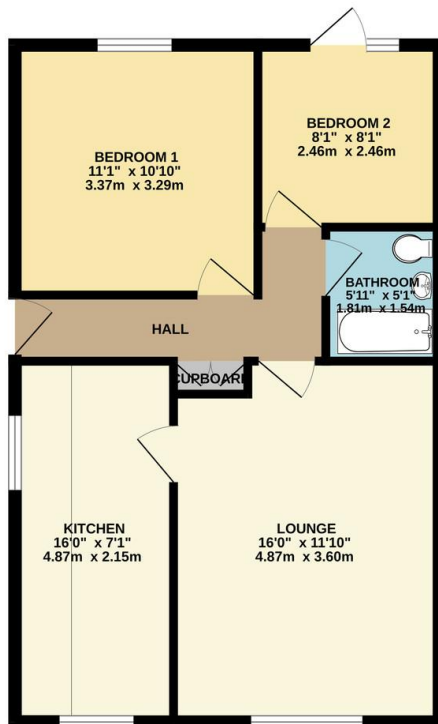 BEDROOM 1
11'1" x 10'10"
3.37m x 3.29m
BEDROOM 2
8'1" x 8'1"
2.46m x 2.46m
BATHROOM
5'11" x 5'1"
1.81m x 1.54m
HALL
CUPBOARD
KITCHEN
16'0" x 7'1"
4.87m x 2.15m
LOUNGE
16'0" x 11'10"
4.87m x 3.60m